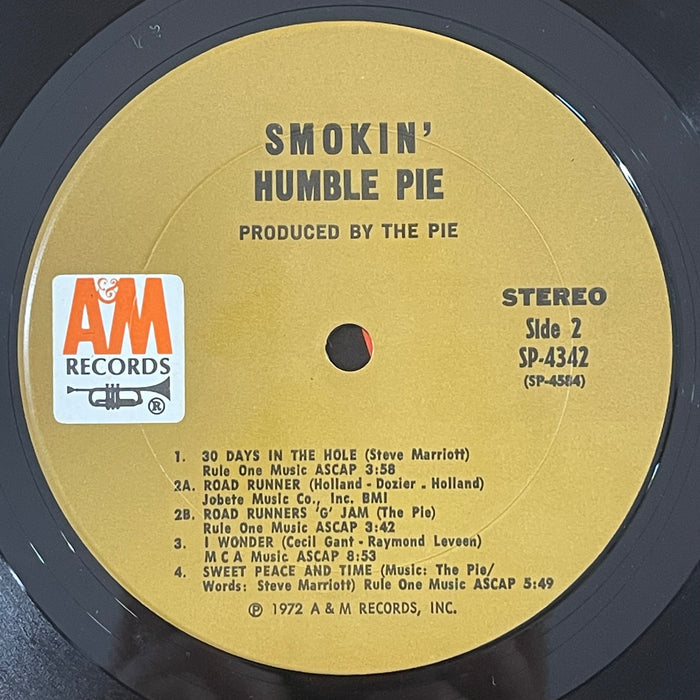 SMOKIN'
HUMBLE PIE
PRODUCED BY THE PIE
A&M
RECORDS
®
STEREO
Side 2
SP-4342
(SP-4584)
1. 30 DAYS IN THE HOLE (Steve Marriott)
Rule One Music ASCAP 3:58
2A. ROAD RUNNER (Holland - Dozier - Holland)
Jobete Music Co., Inc. BMI
2B. ROAD RUNNERS 'G' JAM (The Pie)
Rule One Music ASCAP 3:42
3. I WONDER (Cecil Gant - Raymond Leveen)
M C A Music ASCAP 8:53
4. SWEET PEACE AND TIME (Music: The Pie/
Words: Steve Marriott) Rule One Music ASCAP 5:49
℗ 1972 A & M RECORDS, INC.